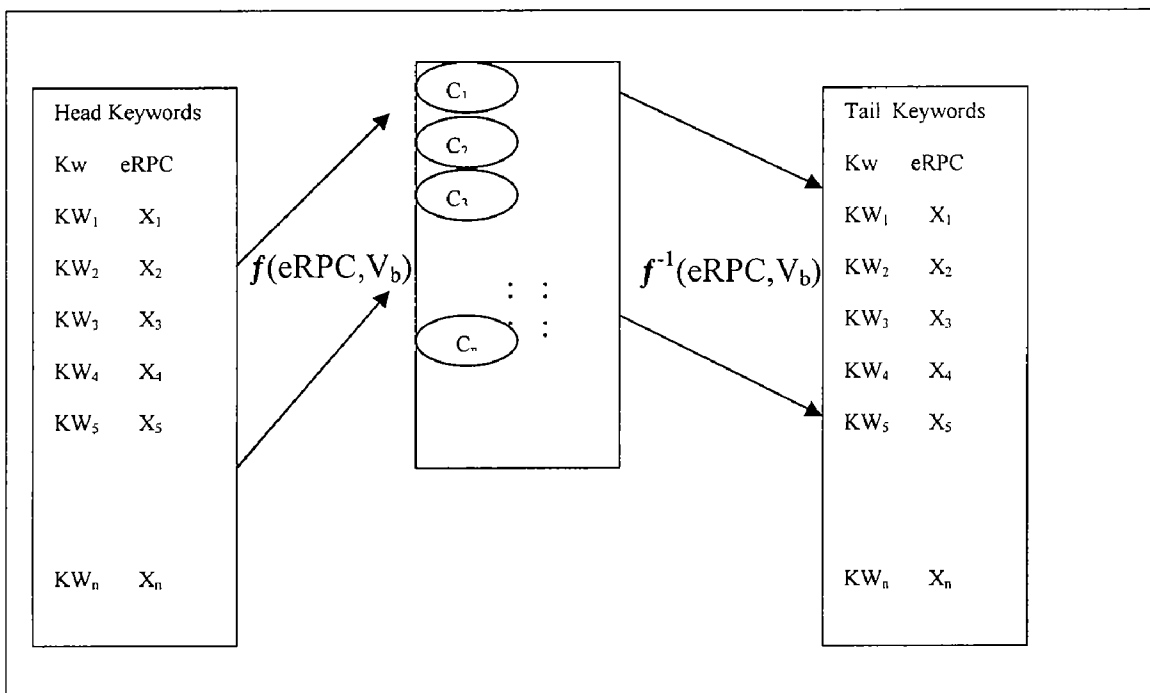 Head Keywords
Kw eRPC
KW₁ X₁
KW₂ X₂
KW₃ X₃
KW₄ X₄
KW₅ X₅
KWₙ Xₙ
f(eRPC,V_b)
C₁
C₂
C₃
Cₙ
f⁻¹(eRPC,V_b)
Tail Keywords
Kw eRPC
KW₁ X₁
KW₂ X₂
KW₃ X₃
KW₄ X₄
KW₅ X₅
KWₙ Xₙ